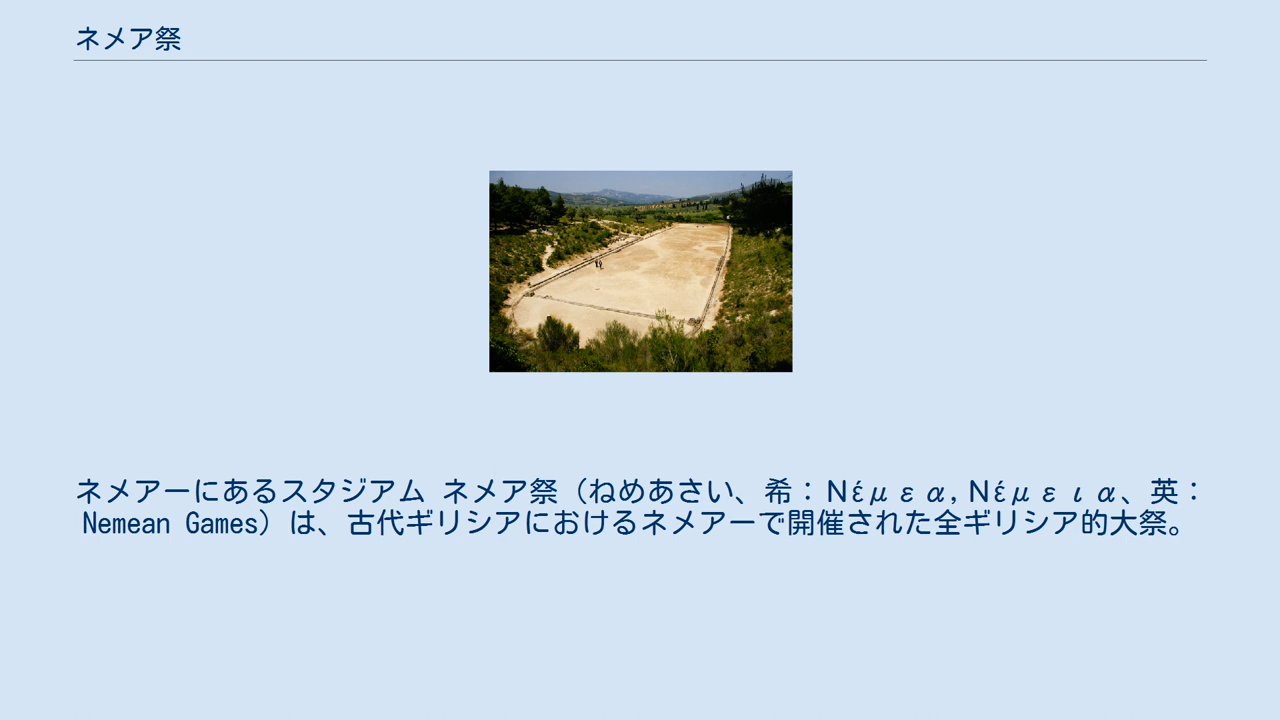 ネメア祭
ネメアーにあるスタジアム ネメア祭（ねめあさい、希：Νέμεα, Νέμεια、英：
Nemean Games）は、古代ギリシアにおけるネメアーで開催された全ギリシア的大祭。